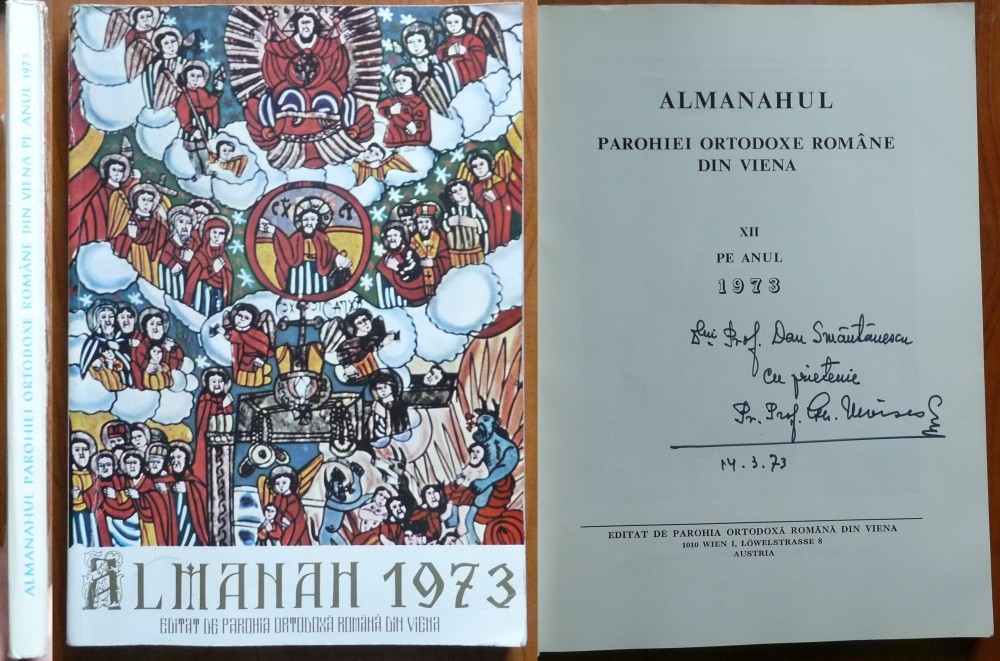 ALMANAHUL PAROHIEI ORTODOXE ROMÂNE DIN VIENA PE ANUL 1973
ALMANAH 1973
EDITAT DE PAROHIA ORTODOXĂ ROMÂNĂ DIN VIENA
ALMANAHUL
PAROHIEI ORTODOXE ROMÂNE
DIN VIENA
XII
PE ANUL
1973
Dlui Prof. Dan Smântânescu
cu prietenie
Pr. Prof. Gh.
14.3.73
EDITAT DE PAROHIA ORTODOXĂ ROMÂNĂ DIN VIENA
1010 WIEN I, LÖWELSTRASSE 8
AUSTRIA